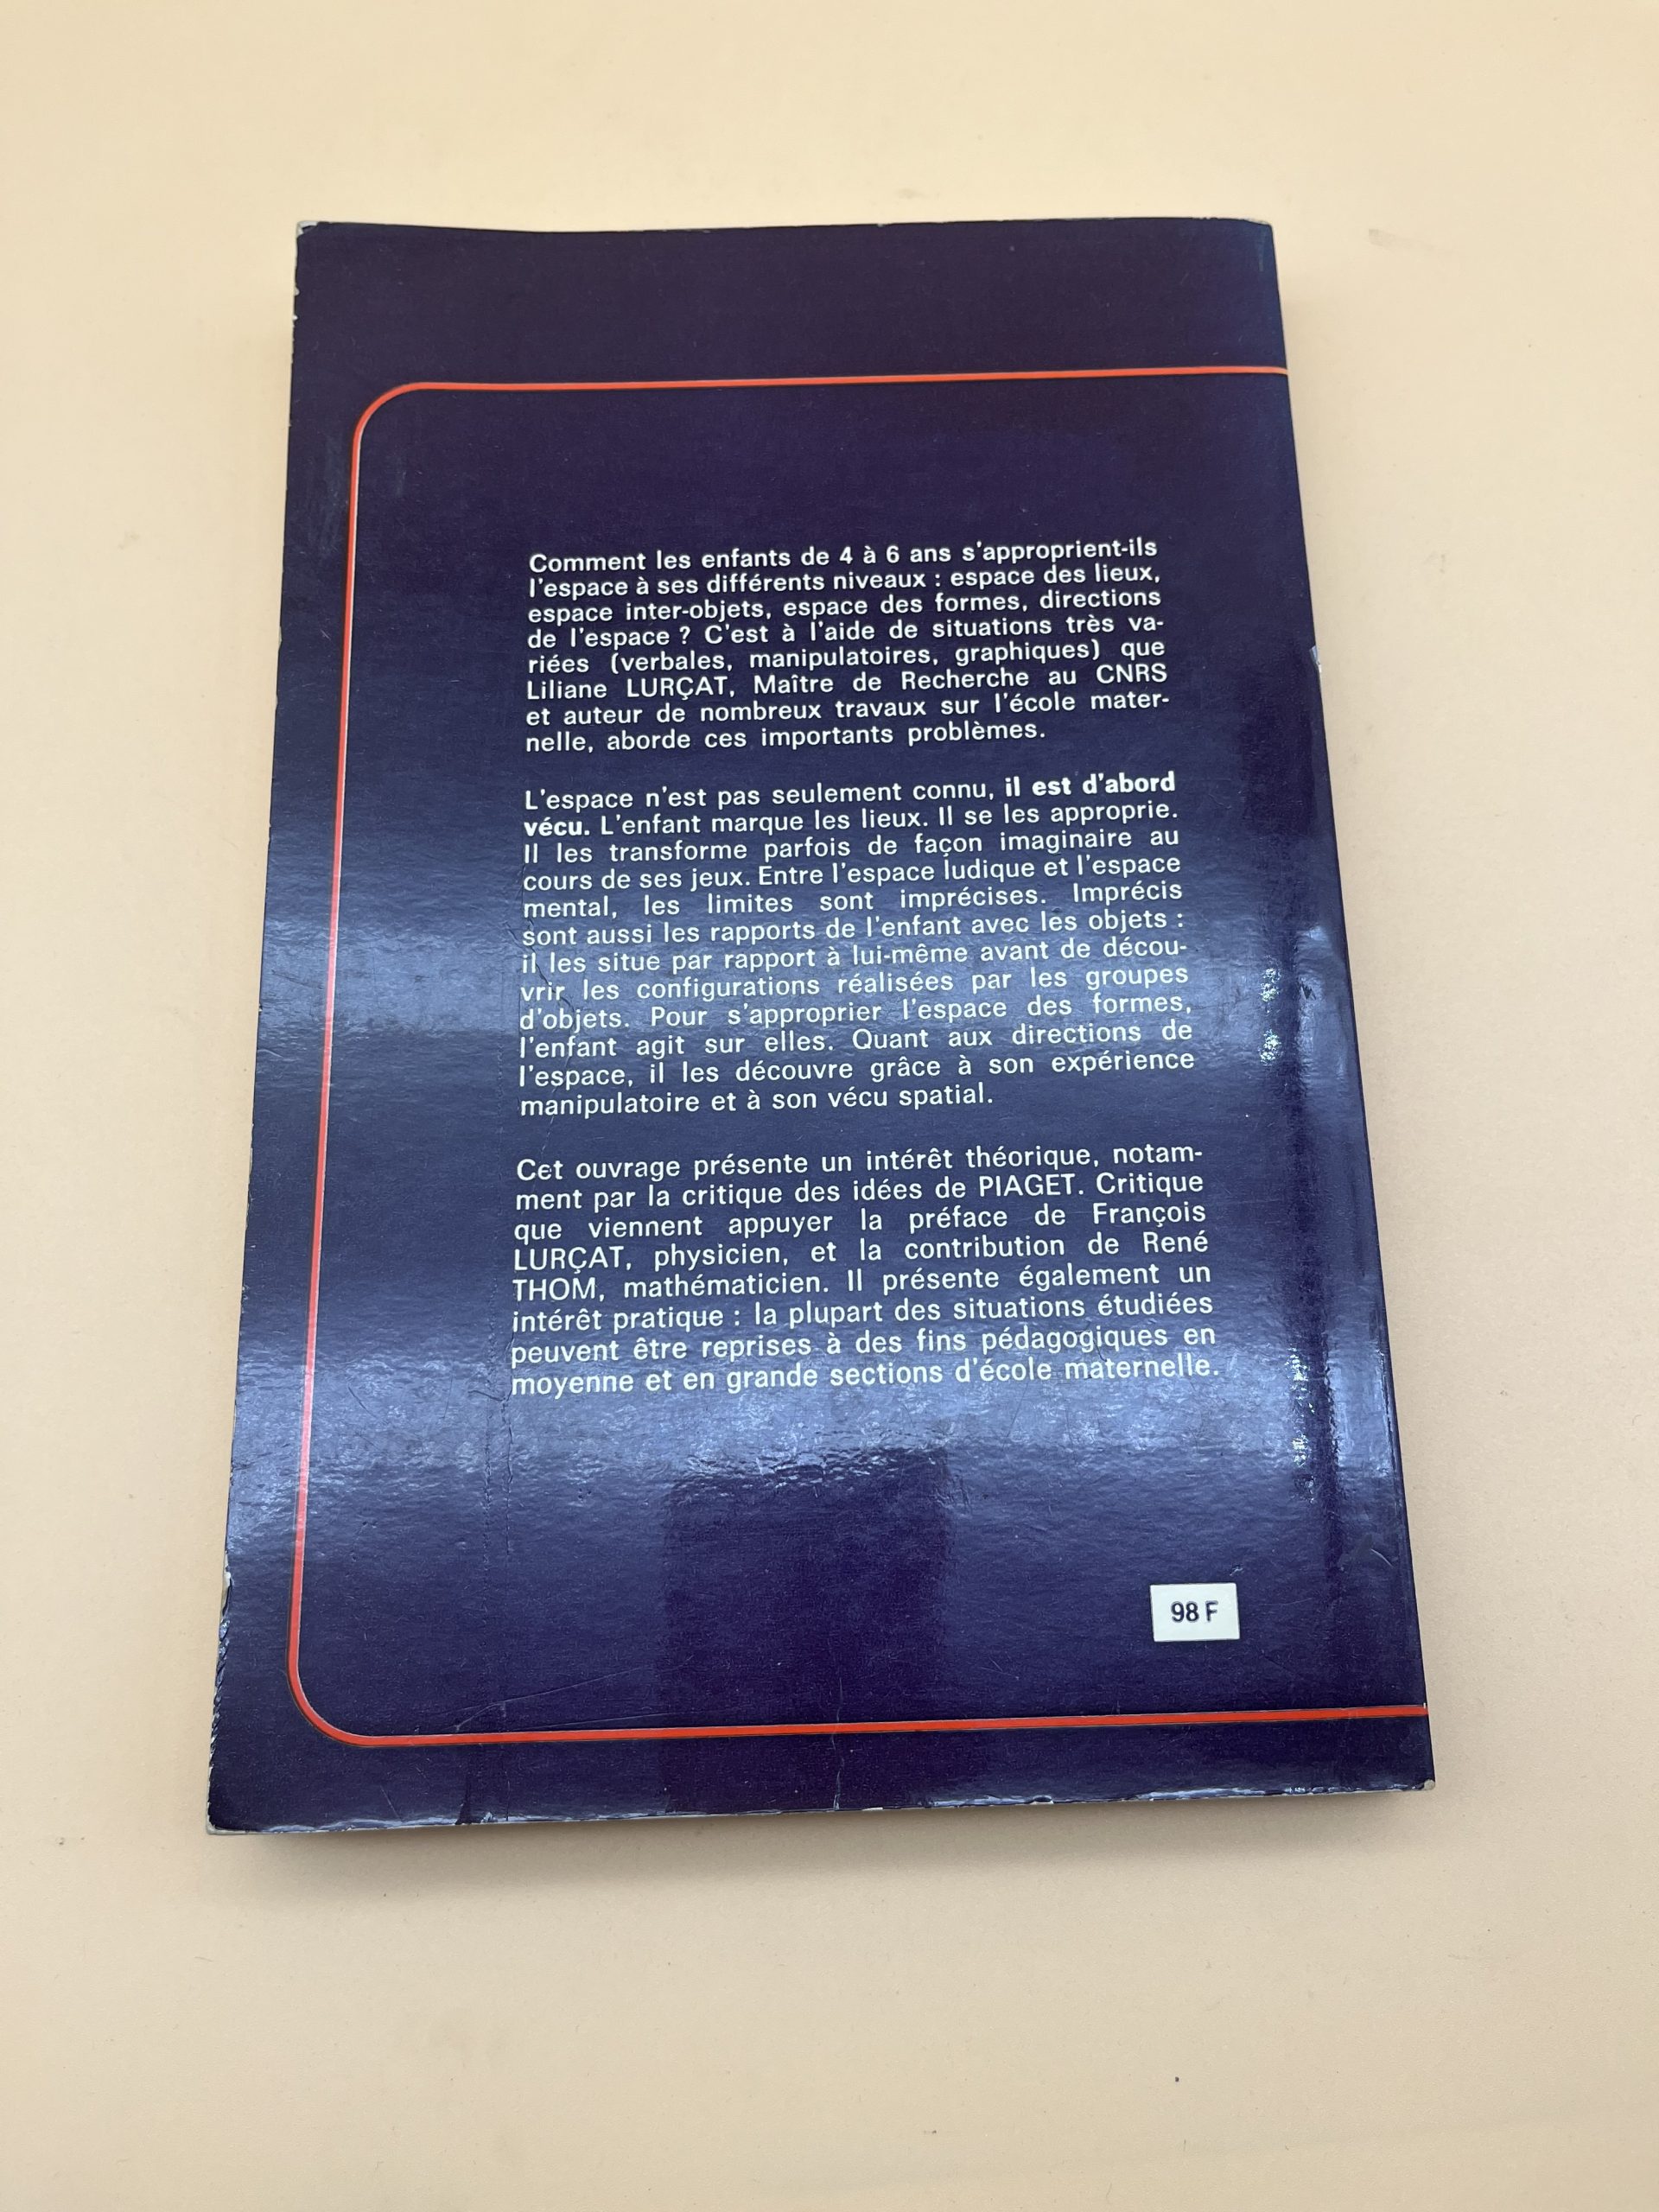 Comment les enfants de 4 à 6 ans s'approprient-ils
l'espace à ses différents niveaux : espace des lieux,
espace inter-objets, espace des formes, directions
de l'espace ? C'est à l'aide de situations très va-
riées (verbales, manipulatoires, graphiques) que
Liliane LURÇAT, Maître de Recherche au CNRS
et auteur de nombreux travaux sur l'école mater-
nelle, aborde ces importants problèmes.
L'espace n'est pas seulement connu, il est d'abord
vécu. L'enfant marque les lieux. Il se les approprie.
Il les transforme parfois de façon imaginaire au
cours de ses jeux. Entre l'espace ludique et l'espace
mental, les limites sont imprécises. Imprécis
sont aussi les rapports de l'enfant avec les objets :
il les situe par rapport à lui-même avant de décou-
vrir les configurations réalisées par les groupes
d'objets. Pour s'approprier l'espace des formes,
l'enfant agit sur elles. Quant aux directions de
l'espace, il les découvre grâce à son expérience
manipulatoire et à son vécu spatial.
Cet ouvrage présente un intérêt théorique, notam-
ment par la critique des idées de PIAGET. Critique
que viennent appuyer la préface de François
LURÇAT, physicien, et la contribution de René
THOM, mathématicien. Il présente également un
intérêt pratique : la plupart des situations étudiées
peuvent être reprises à des fins pédagogiques en
moyenne et en grande sections d'école maternelle.
98 F